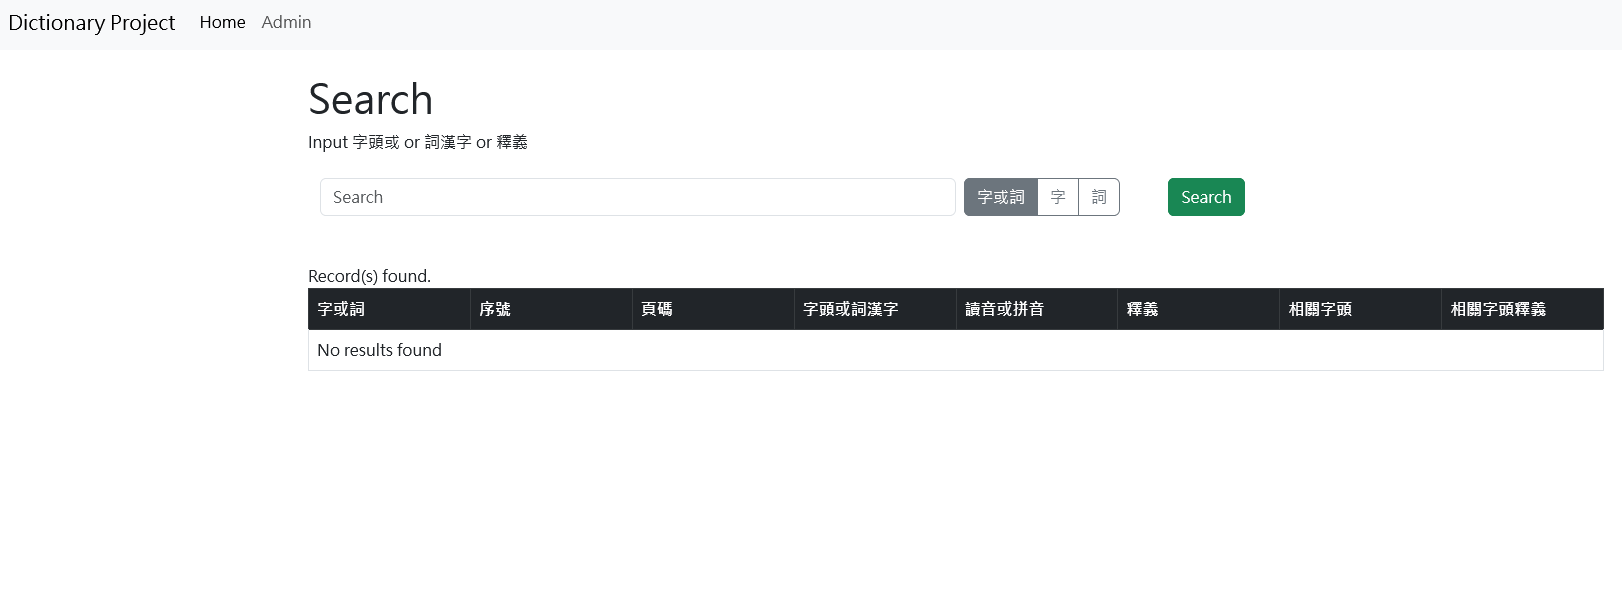 Dictionary Project Home Admin
Search
Input 字頭或 or 詞漢字 or 釋義
Search 字或詞 字 詞 Search
Record(s) found.
字或詞 序號 頁碼 字頭或詞漢字 讀音或拼音 釋義 相關字頭 相關字頭釋義
No results found